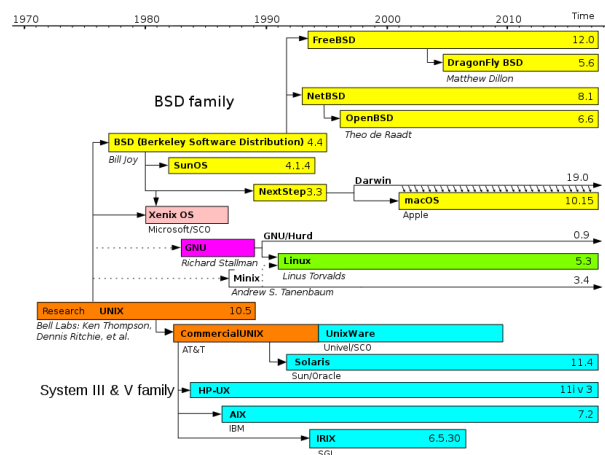 1970 1980 1990 2000 2010 Time
FreeBSD 12.0
DragonFly BSD 5.6
Matthew Dillon
BSD family
NetBSD 8.1
OpenBSD 6.6
Theo de Raadt
BSD (Berkeley Software Distribution) 4.4
Bill Joy
SunOS 4.1.4
Darwin 19.0
NextStep 3.3
macOS 10.15
Apple
Xenix OS
Microsoft/SCO
GNU/Hurd 0.9
GNU
Richard Stallman
Linux 5.3
Linus Torvalds
Minix 3.4
Andrew S. Tanenbaum
Research UNIX 10.5
Bell Labs: Ken Thompson,
Dennis Ritchie, et al.
CommercialUNIX UnixWare
AT&T Univel/SCO
Solaris 11.4
Sun/Oracle
System III & V family
HP-UX 11i v 3
AIX 7.2
IBM
IRIX 6.5.30
SGI